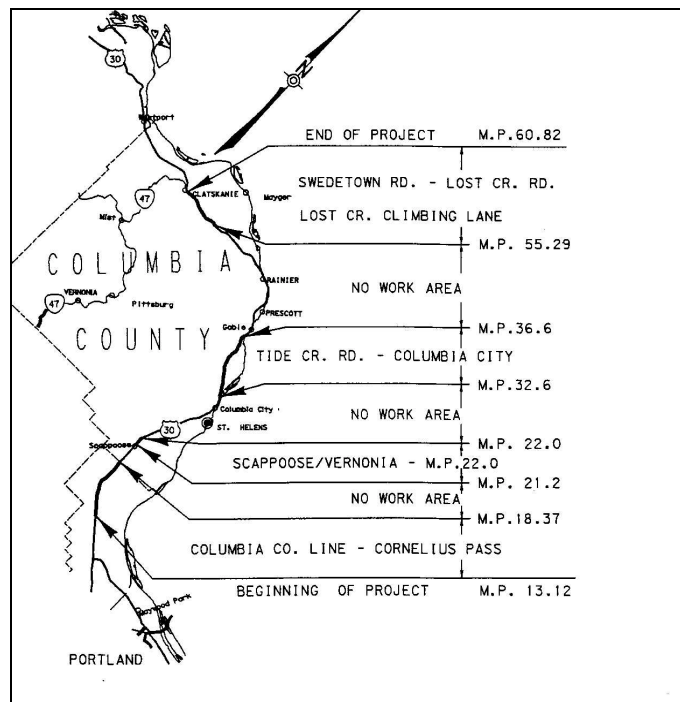 30
N
Westport
END OF PROJECT M.P.60.82
SWEDETOWN RD. - LOST CR. RD.
CLATSKANIE
Mayger
47
LOST CR. CLIMBING LANE
Mist
M.P. 55.29
COLUMBIA
RAINIER
NO WORK AREA
VERNONIA
47
Pittsburg
PRESCOTT
Goble
M.P.36.6
COUNTY
TIDE CR. RD. - COLUMBIA CITY
M.P.32.6
Columbia City
NO WORK AREA
30
ST. HELENS
M.P. 22.0
Scappoose
SCAPPOOSE/VERNONIA - M.P.22.0
M.P. 21.2
NO WORK AREA
M.P.18.37
COLUMBIA CO. LINE - CORNELIUS PASS
BEGINNING OF PROJECT M.P. 13.12
Maywood Park
PORTLAND